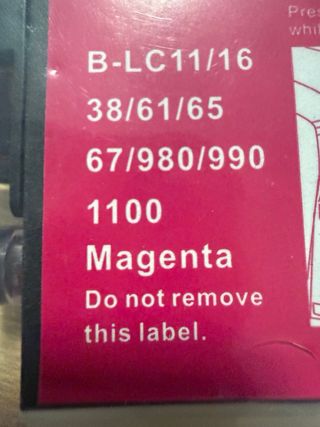 B-LC11/16
38/61/65
67/980/990
1100
Magenta
Do not remove
this label.